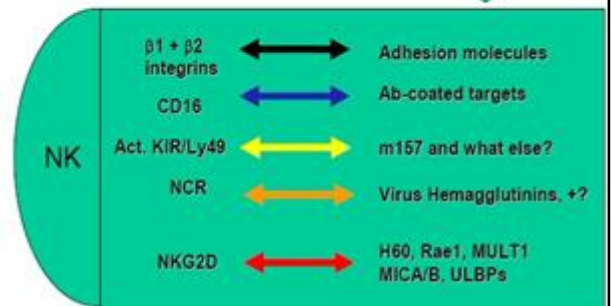 β1 + β2
integrins
Adhesion molecules
CD16
Ab-coated targets
NK
Act. KIR/Ly49
m157 and what else?
NCR
Virus Hemagglutinins, +?
NKG2D
H60, Rae1, MULT1
MICA/B, ULBPs